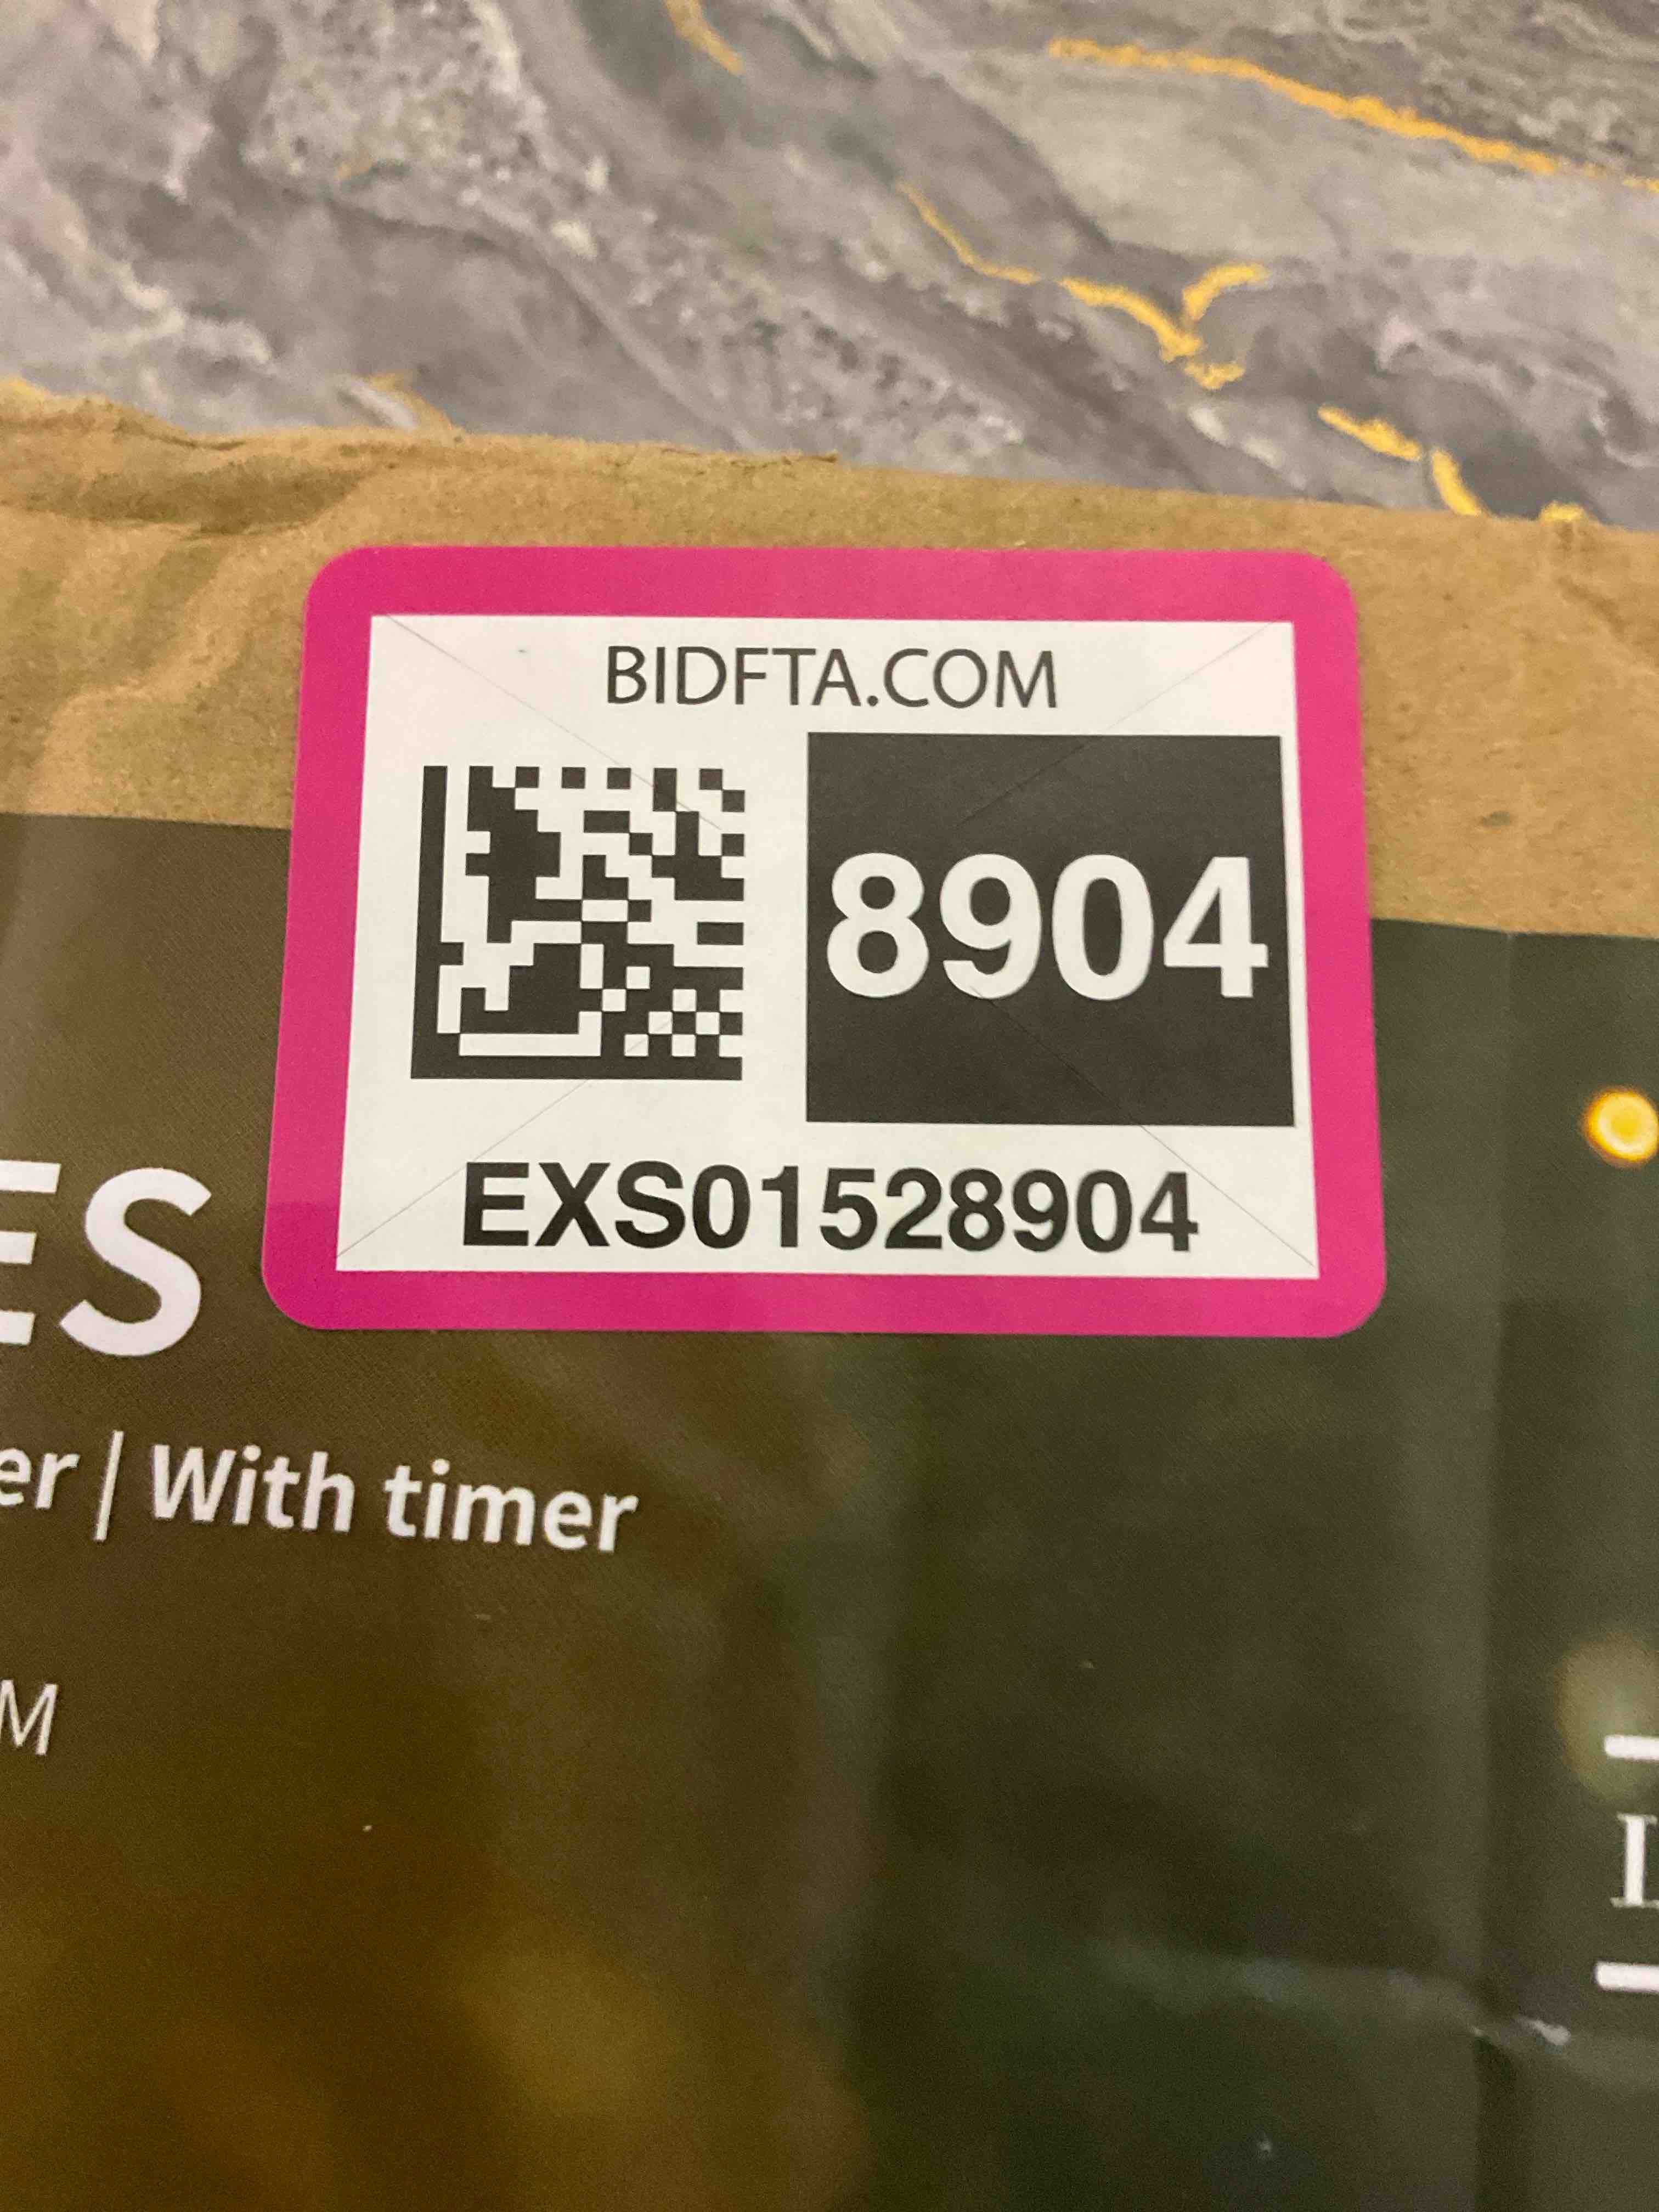 BIDFTA.COM
8904
EXS01528904
ES
er | With timer
M